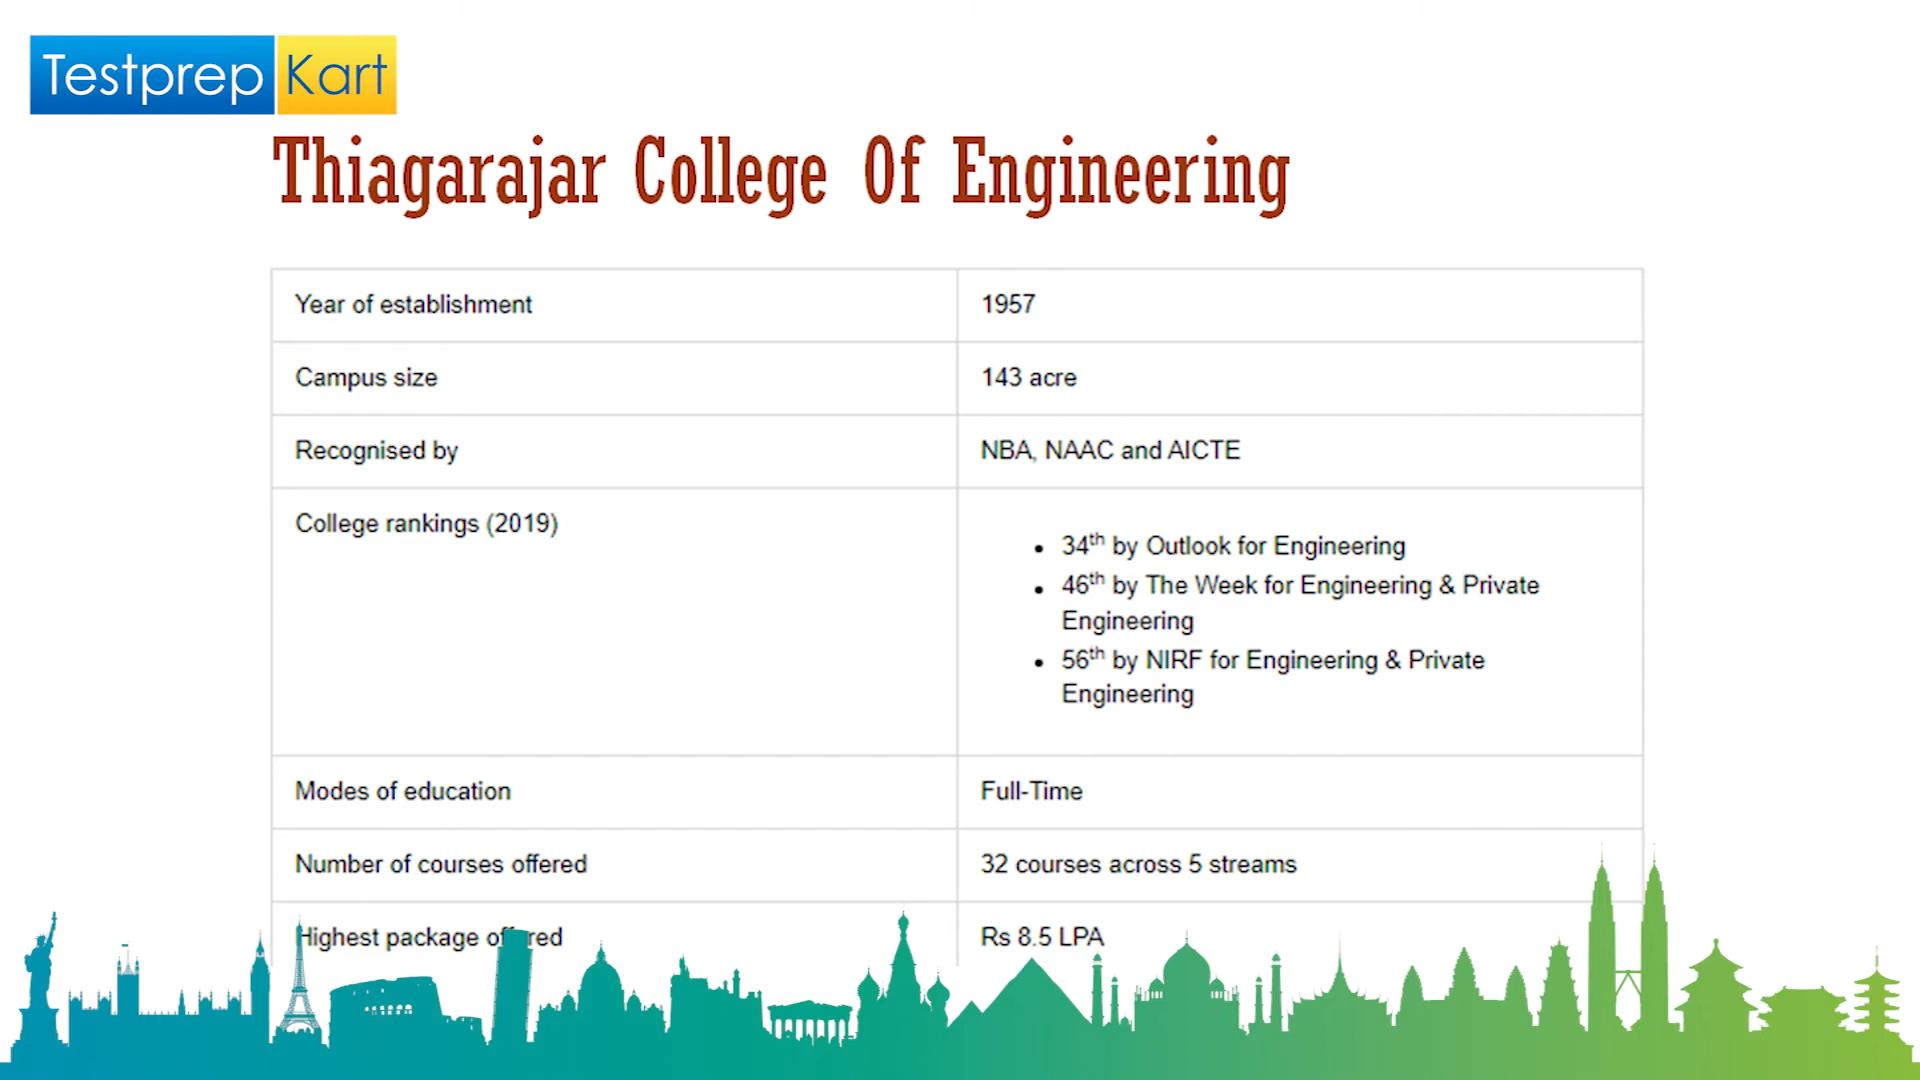 Testprep Kart
Thiagarajar College Of Engineering
Year of establishment 1957
Campus size 143 acre
Recognised by NBA, NAAC and AICTE
College rankings (2019)
• 34th by Outlook for Engineering
• 46th by The Week for Engineering & Private
Engineering
• 56th by NIRF for Engineering & Private
Engineering
Modes of education Full-Time
Number of courses offered 32 courses across 5 streams
Highest package offered Rs 8.5 LPA